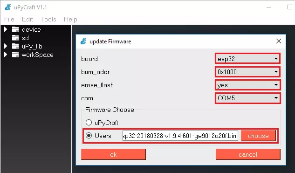 uPyCraft V1.1
File Edit Tools Help
device
sd
uPy_lib
workSpace
update Firmware
board esp32
burn_addr 0x1000
erase_flash yes
com COM5
Firmware Choose
uPyCraft
Users choose
ok cancel